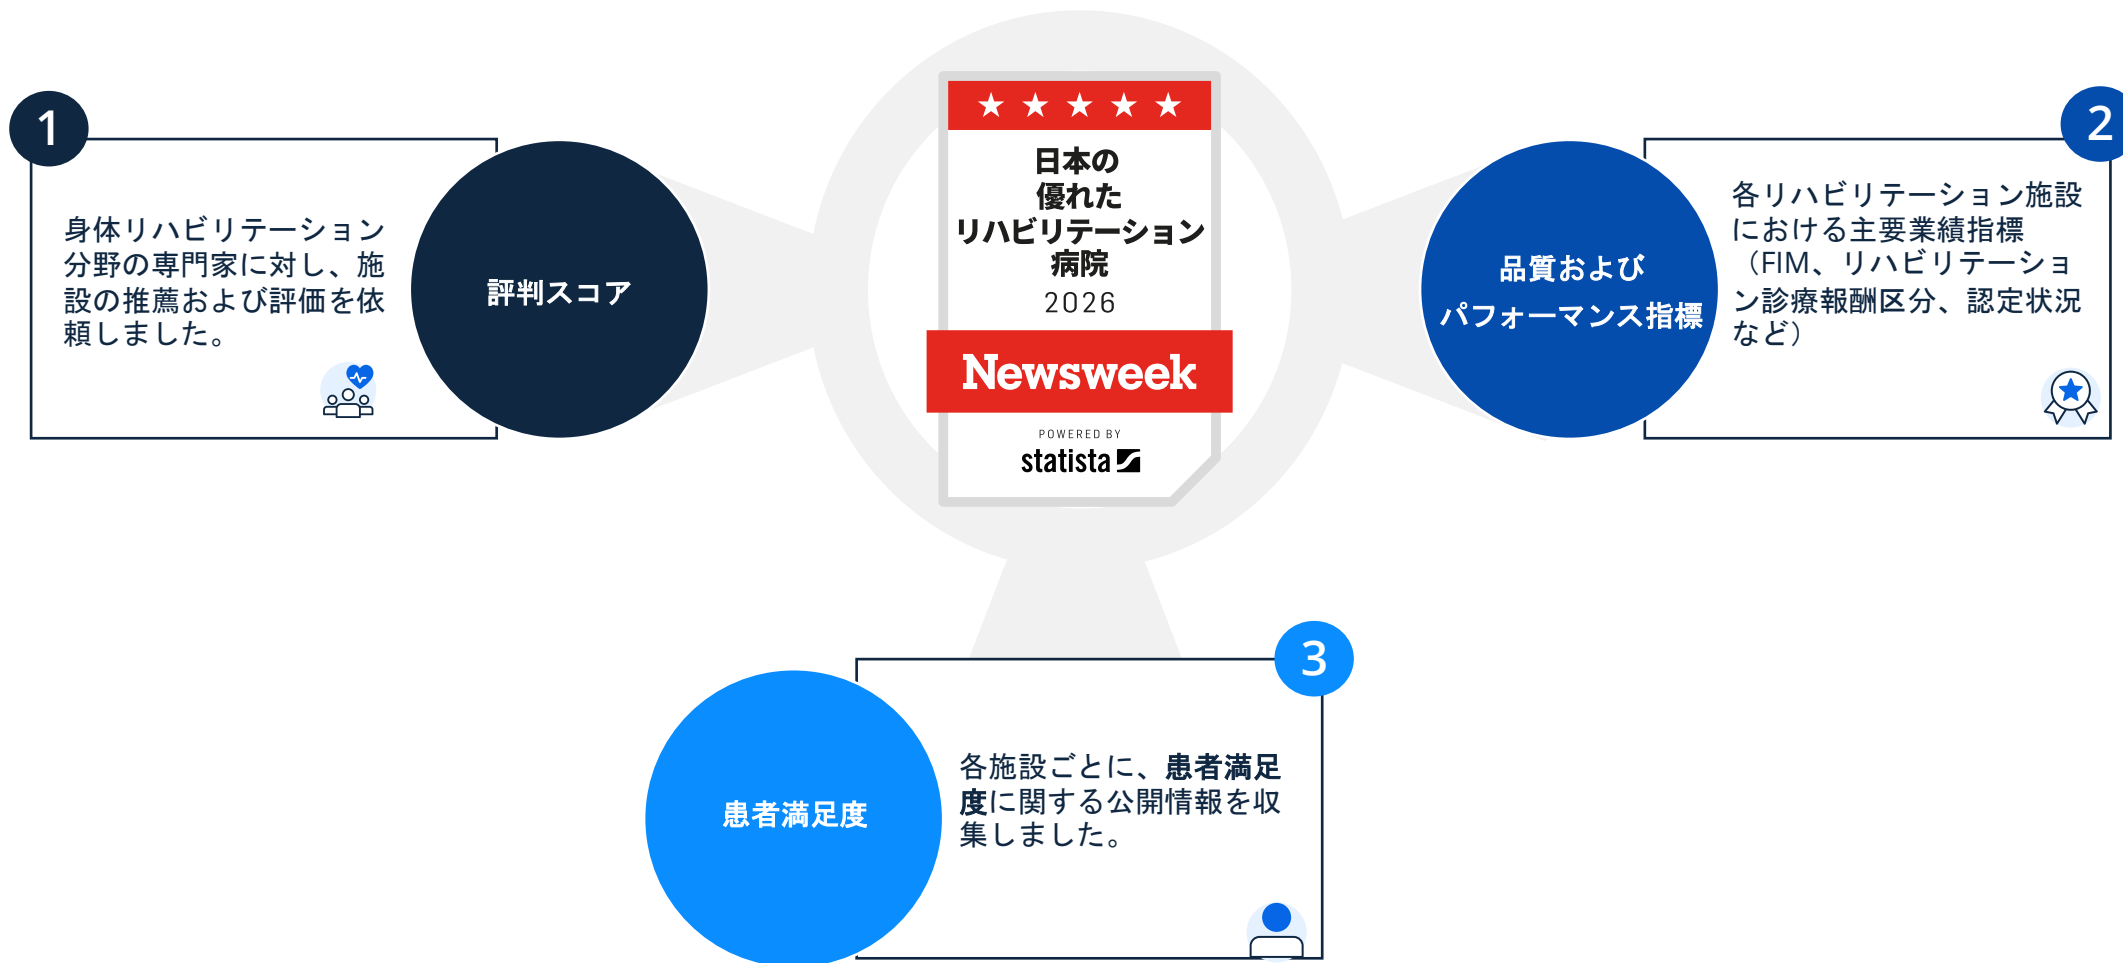 1
身体リハビリテーション
分野の専門家に対し、施
設の推薦および評価を依
頼しました。
評判スコア
日本の
優れた
リハビリテーション
病院
2026
Newsweek
POWERED BY
statista
品質および
パフォーマンス指標
2
各リハビリテーション施設
における主要業績指標
（FIM、リハビリテーショ
ン診療報酬区分、認定状況
など）
患者満足度
3
各施設ごとに、患者満足
度に関する公開情報を収
集しました。